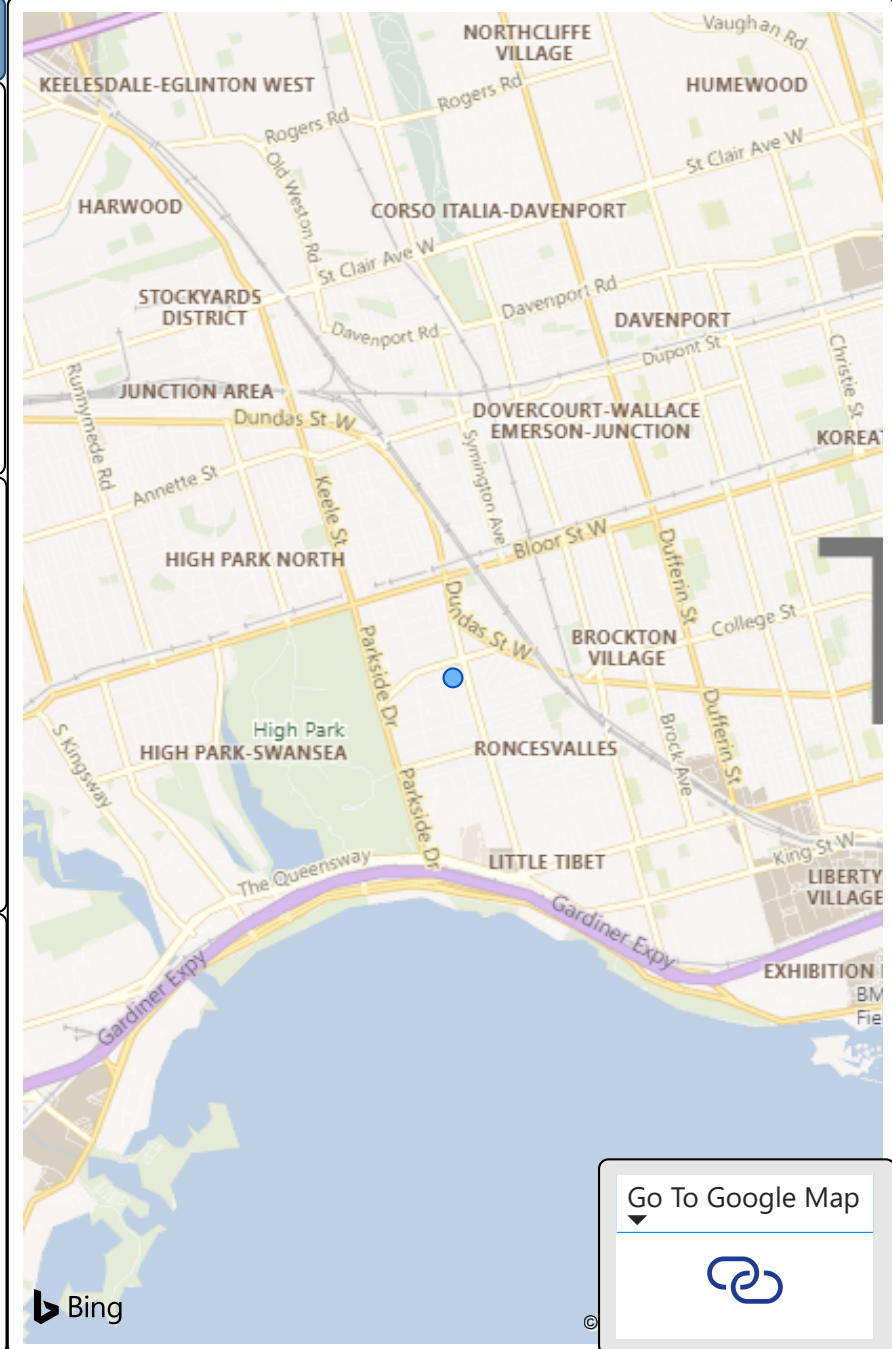 Vaughan Rd
NORTHCLIFFE
VILLAGE
KEELESDALE-EGLINTON WEST
HUMEWOOD
Rogers Rd
Rogers Rd
St Clair Ave W
Old Weston Rd
HARWOOD
CORSO ITALIA-DAVENPORT
St Clair Ave W
STOCKYARDS
DISTRICT
Davenport Rd
Davenport Rd
DAVENPORT
Dupont St
Christie St
Runnymede Rd
JUNCTION AREA
Dundas St W
DOVERCOURT-WALLACE
EMERSON-JUNCTION
KOREAT
Symington Ave
Annette St
Keele St
Bloor St W
HIGH PARK NORTH
Dufferin St
T
Dundas St W
College St
BROCKTON
VILLAGE
Parkside Dr
Dufferin St
Brock Ave
S Kingsway
High Park
HIGH PARK-SWANSEA
RONCESVALLES
Parkside Dr
The Queensway
LITTLE TIBET
King St W
LIBERTY
VILLAGE
Gardiner Expy
Gardiner Expy
EXHIBITION
BM
Fie
Go To Google Map
Bing
©